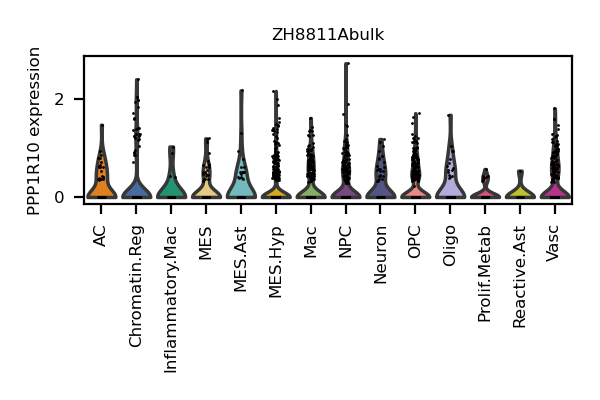 ZH8811Abulk
PPP1R10 expression
2
0
AC
Chromatin.Reg
Inflammatory.Mac
MES
MES.Ast
MES.Hyp
Mac
NPC
Neuron
OPC
Oligo
Prolif.Metab
Reactive.Ast
Vasc